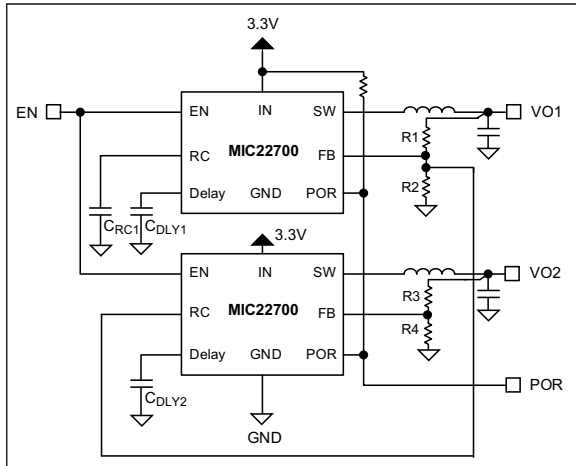 3.3V
EN
EN IN SW
VO1
R1
RC MIC22700 FB
R2
Delay GND POR
CRC1 CDLY1
3.3V
EN IN SW
VO2
R3
RC MIC22700 FB
R4
Delay GND POR
POR
CDLY2
GND